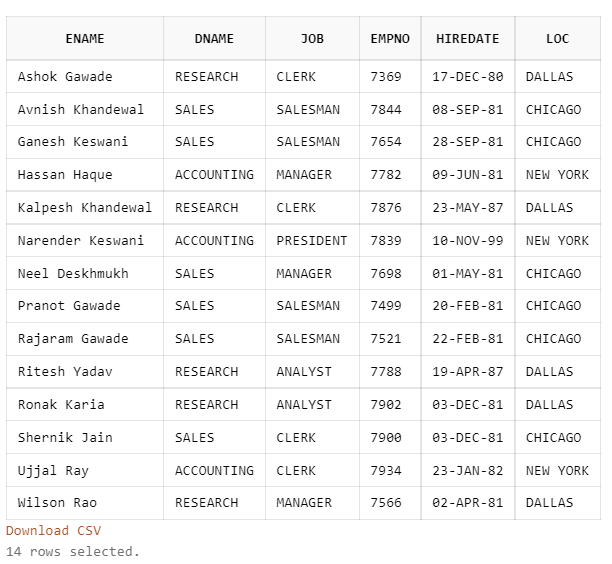 ENAME DNAME JOB EMPNO HIREDATE LOC
Ashok Gawade RESEARCH CLERK 7369 17-DEC-80 DALLAS
Avnish Khandewal SALES SALESMAN 7844 08-SEP-81 CHICAGO
Ganesh Keswani SALES SALESMAN 7654 28-SEP-81 CHICAGO
Hassan Haque ACCOUNTING MANAGER 7782 09-JUN-81 NEW YORK
Kalpesh Khandewal RESEARCH CLERK 7876 23-MAY-87 DALLAS
Narender Keswani ACCOUNTING PRESIDENT 7839 10-NOV-99 NEW YORK
Neel Deskhmukh SALES MANAGER 7698 01-MAY-81 CHICAGO
Pranot Gawade SALES SALESMAN 7499 20-FEB-81 CHICAGO
Rajaram Gawade SALES SALESMAN 7521 22-FEB-81 CHICAGO
Ritesh Yadav RESEARCH ANALYST 7788 19-APR-87 DALLAS
Ronak Karia RESEARCH ANALYST 7902 03-DEC-81 DALLAS
Shernik Jain SALES CLERK 7900 03-DEC-81 CHICAGO
Ujjal Ray ACCOUNTING CLERK 7934 23-JAN-82 NEW YORK
Wilson Rao RESEARCH MANAGER 7566 02-APR-81 DALLAS
Download CSV
14 rows selected.